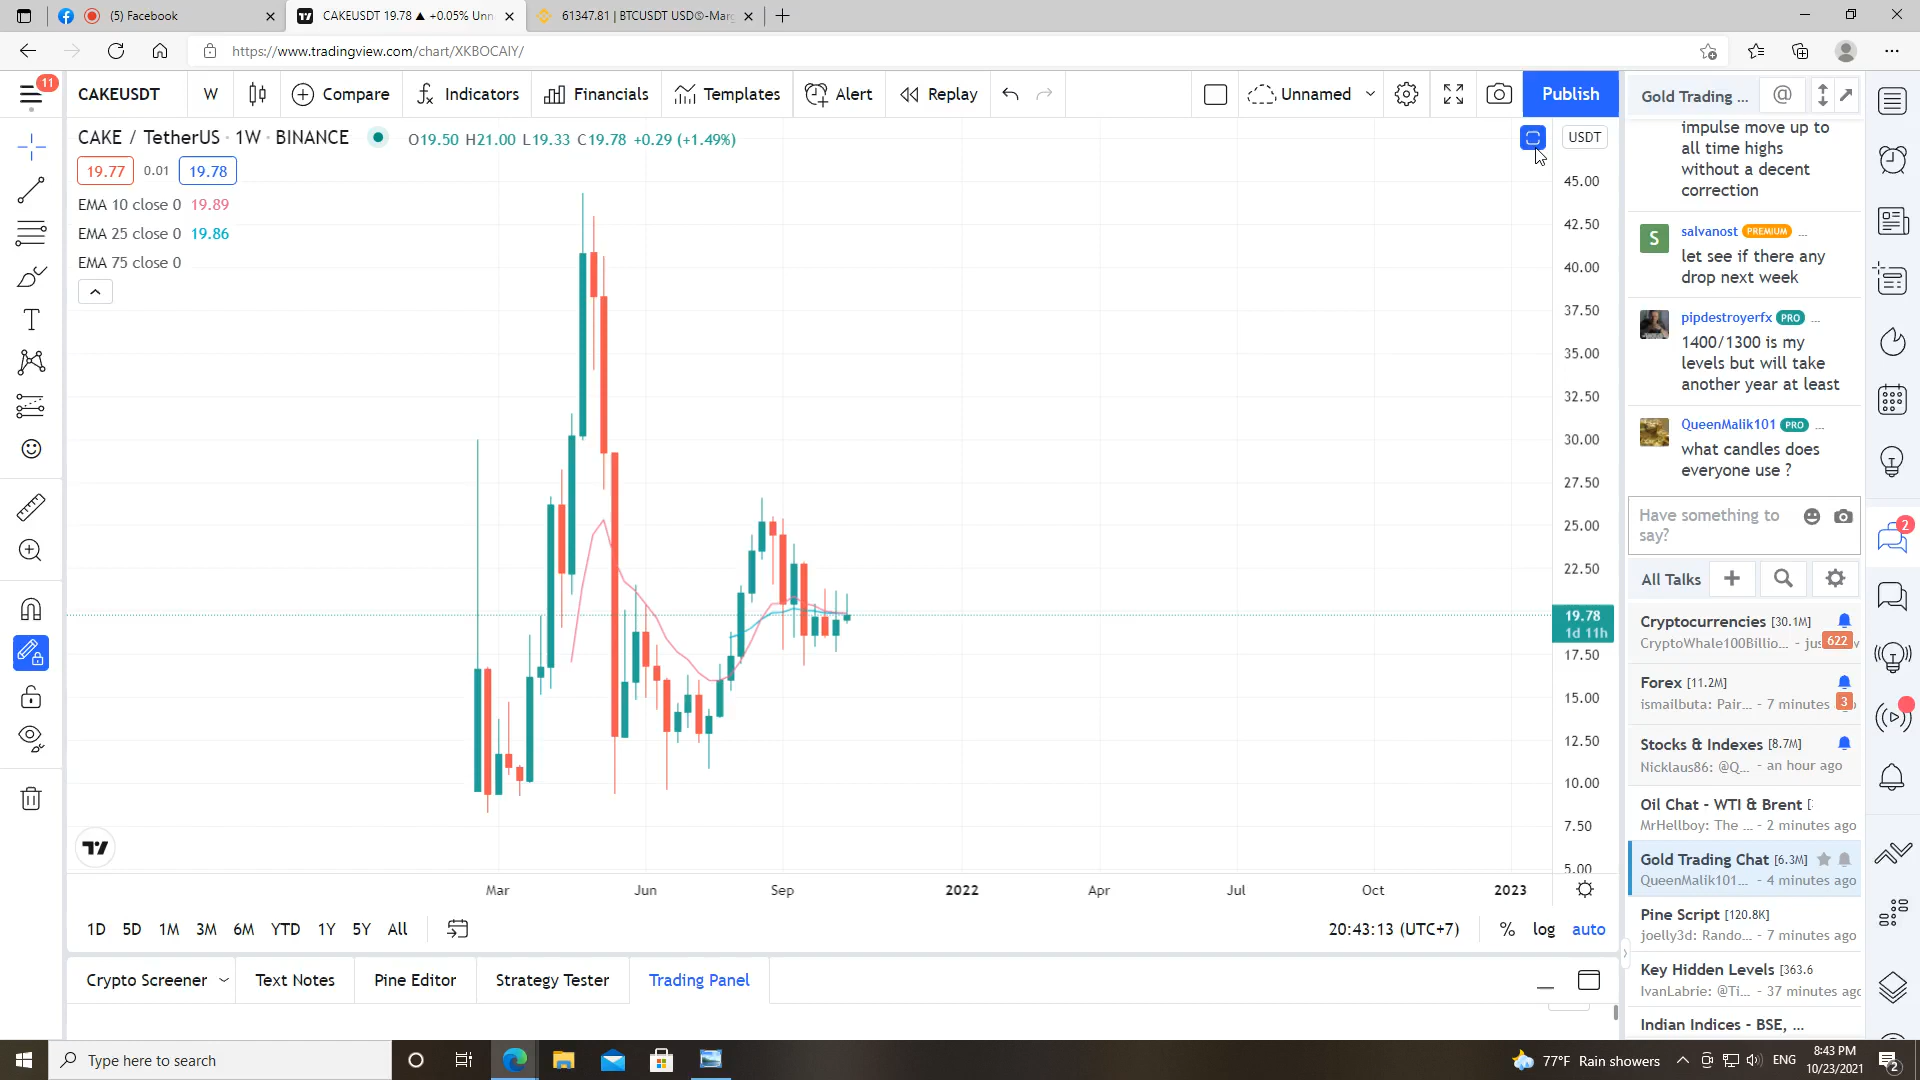 (5) Facebook
CAKEUSDT 19.78 ▲ +0.05% Unn
61347.81 | BTCUSDT USD©-Mar
https://www.tradingview.com/chart/XKBOCAIY/
11
CAKEUSDT
W
Compare
Indicators
Financials
Templates
Alert
Replay
Unnamed
Publish
CAKE / TetherUS · 1W · BINANCE
O19.50 H21.00 L19.33 C19.78 +0.29 (+1.49%)
19.77
0.01
19.78
EMA 10 close 0 19.89
EMA 25 close 0 19.86
EMA 75 close 0
USDT
45.00
42.50
40.00
37.50
35.00
32.50
30.00
27.50
25.00
22.50
19.78
1d 11h
17.50
15.00
12.50
10.00
7.50
5.00
Mar
Jun
Sep
2022
Apr
Jul
Oct
2023
1D
5D
1M
3M
6M
YTD
1Y
5Y
All
20:43:13 (UTC+7)
%
log
auto
Crypto Screener
Text Notes
Pine Editor
Strategy Tester
Trading Panel
Gold Trading ...
@
impulse move up to
all time highs
without a decent
correction
S
salvanost PREMIUM ...
let see if there any
drop next week
pipdestroyerfx PRO ...
1400/1300 is my
levels but will take
another year at least
QueenMalik101 PRO ...
what candles does
everyone use ?
Have something to
say?
All Talks
Cryptocurrencies [30.1M]
CryptoWhale100Billio... - jus
622
Forex [11.2M]
ismailbuta: Pair... - 7 minutes
3
Stocks & Indexes [8.7M]
Nicklaus86: @Q... - an hour ago
Oil Chat - WTI & Brent [
MrHellboy: The ... - 2 minutes ago
Gold Trading Chat [6.3M]
QueenMalik101... - 4 minutes ago
Pine Script [120.8K]
joelly3d: Rando... - 7 minutes ago
Key Hidden Levels [363.6
IvanLabrie: @Ti... - 37 minutes ago
Indian Indices - BSE, ...
2
Type here to search
77°F Rain showers
ENG
8:43 PM
10/23/2021
2